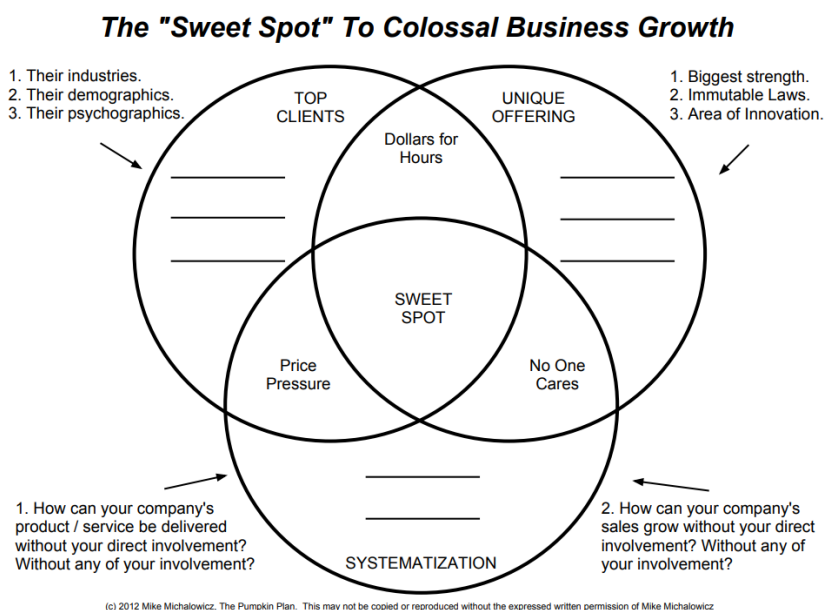 The "Sweet Spot" To Colossal Business Growth
1. Their industries.
2. Their demographics.
3. Their psychographics.
TOP
CLIENTS
UNIQUE
OFFERING
1. Biggest strength.
2. Immutable Laws.
3. Area of Innovation.
Dollars for
Hours
SWEET
SPOT
Price
Pressure
No One
Cares
1. How can your company's
product / service be delivered
without your direct involvement?
Without any of your involvement?
SYSTEMATIZATION
2. How can your company's
sales grow without your direct
involvement? Without any of
your involvement?
(c) 2012 Mike Michalowicz, The Pumpkin Plan. This may not be copied or reproduced without the expressed written permission of Mike Michalowicz